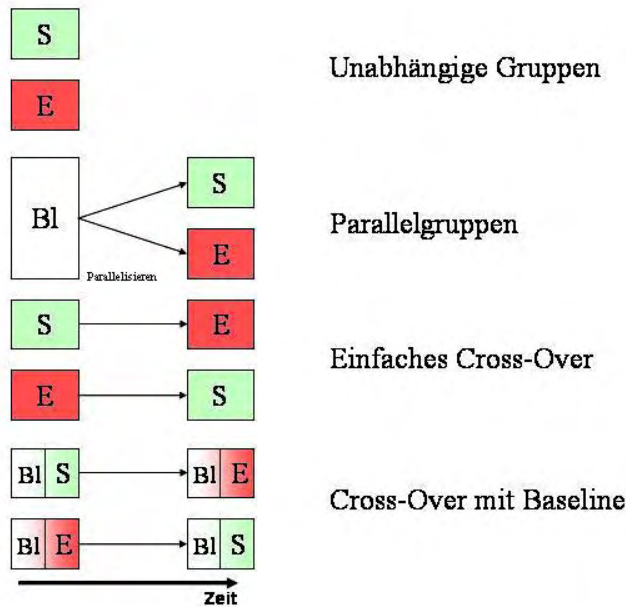 S
Unabhängige Gruppen
E
Bl
S
Parallelgruppen
E
Parallelisieren
S
E
Einfaches Cross-Over
E
S
Bl S
Bl E
Cross-Over mit Baseline
Bl E
Bl S
Zeit